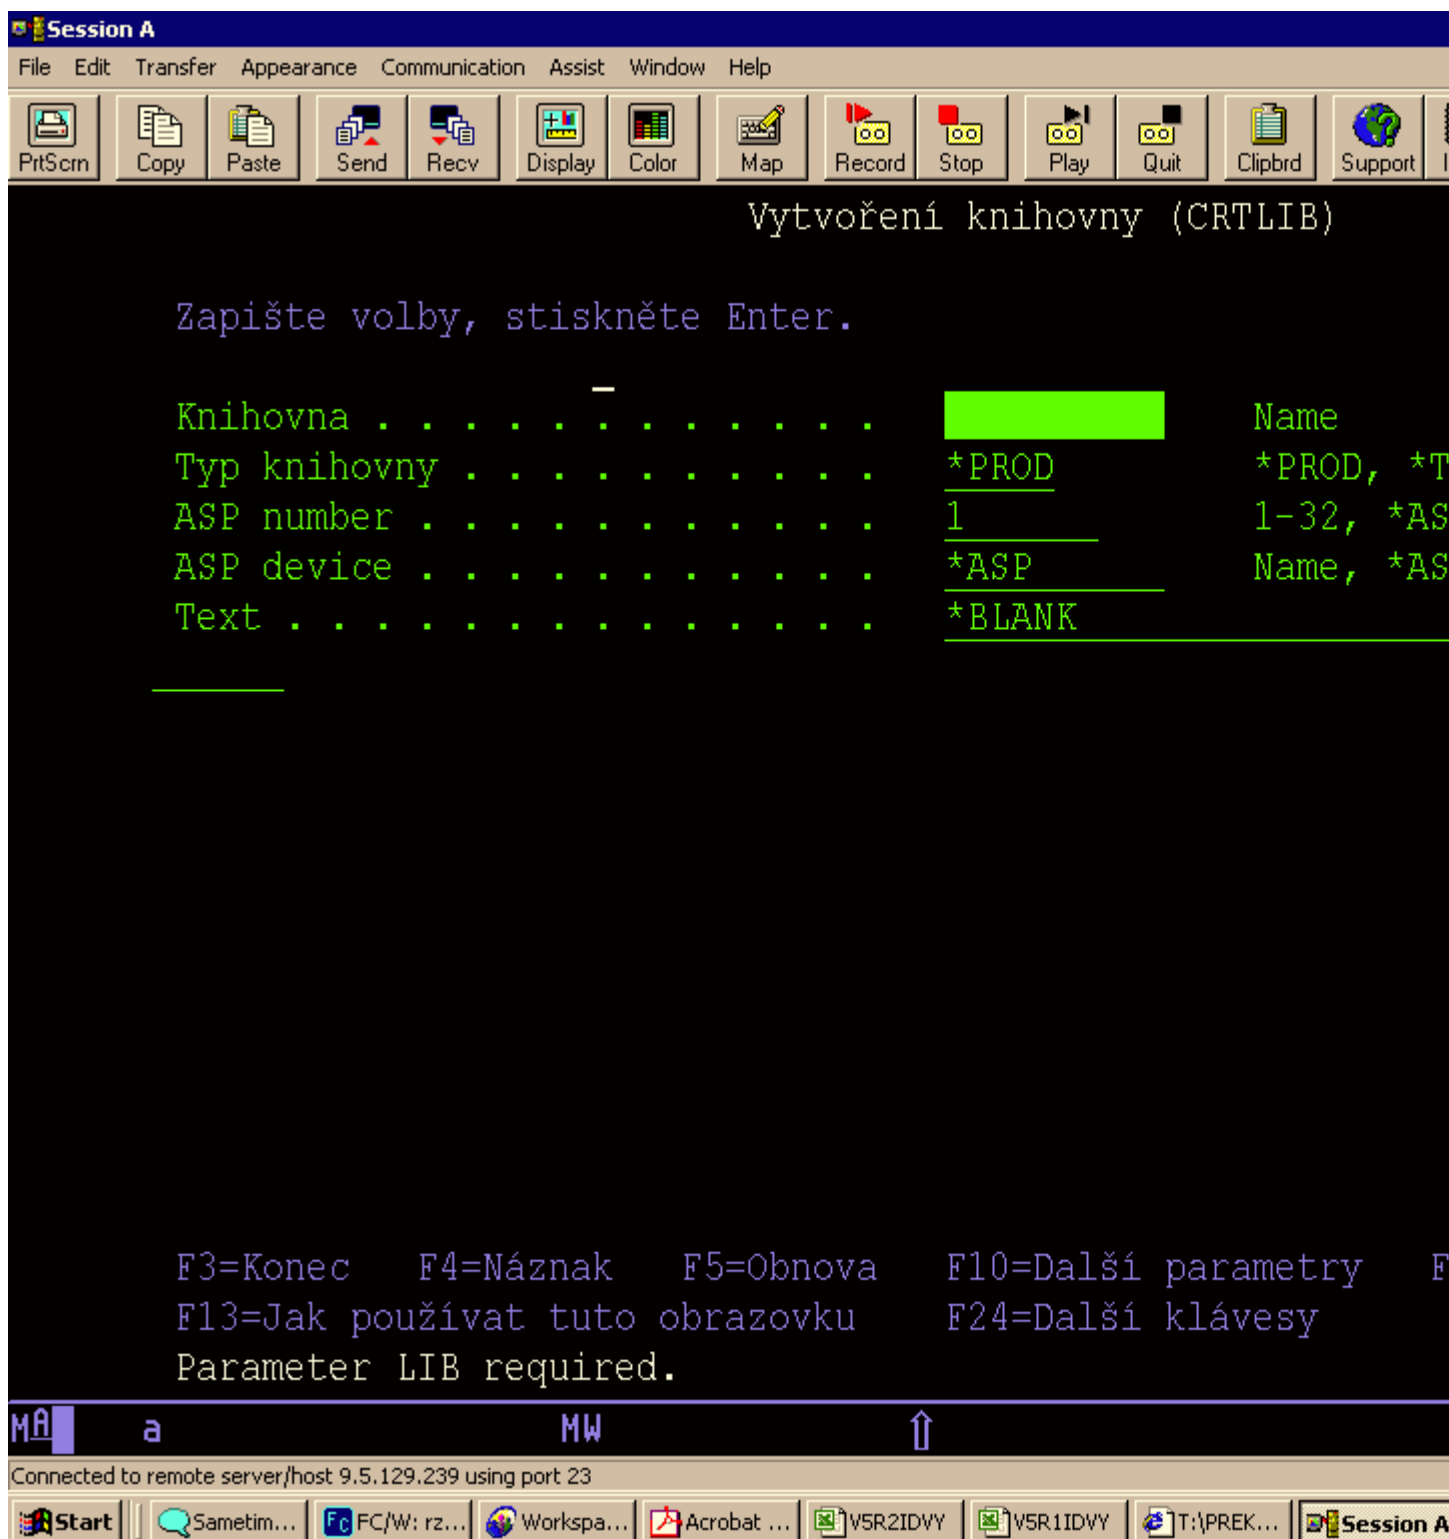 Session A
File Edit Transfer Appearance Communication Assist Window Help
PrtScrn Copy Paste Send Recv Display Color Map Record Stop Play Quit Clipbrd Support
Vytvoření knihovny (CRTLIB)
Zapište volby, stiskněte Enter.
Knihovna . . . . . . . . . . . . Name
Typ knihovny . . . . . . . . . . *PROD *PROD, *T
ASP number . . . . . . . . . . . 1 1-32, *AS
ASP device . . . . . . . . . . . *ASP Name, *AS
Text . . . . . . . . . . . . . . *BLANK
F3=Konec F4=Náznak F5=Obnova F10=Další parametry F
F13=Jak používat tuto obrazovku F24=Další klávesy
Parameter LIB required.
MA a MW
Connected to remote server/host 9.5.129.239 using port 23
Start Sametim... FC/W: rz... Workspa... Acrobat ... V5R2IDVY V5R1IDVY T:\PREK... Session A